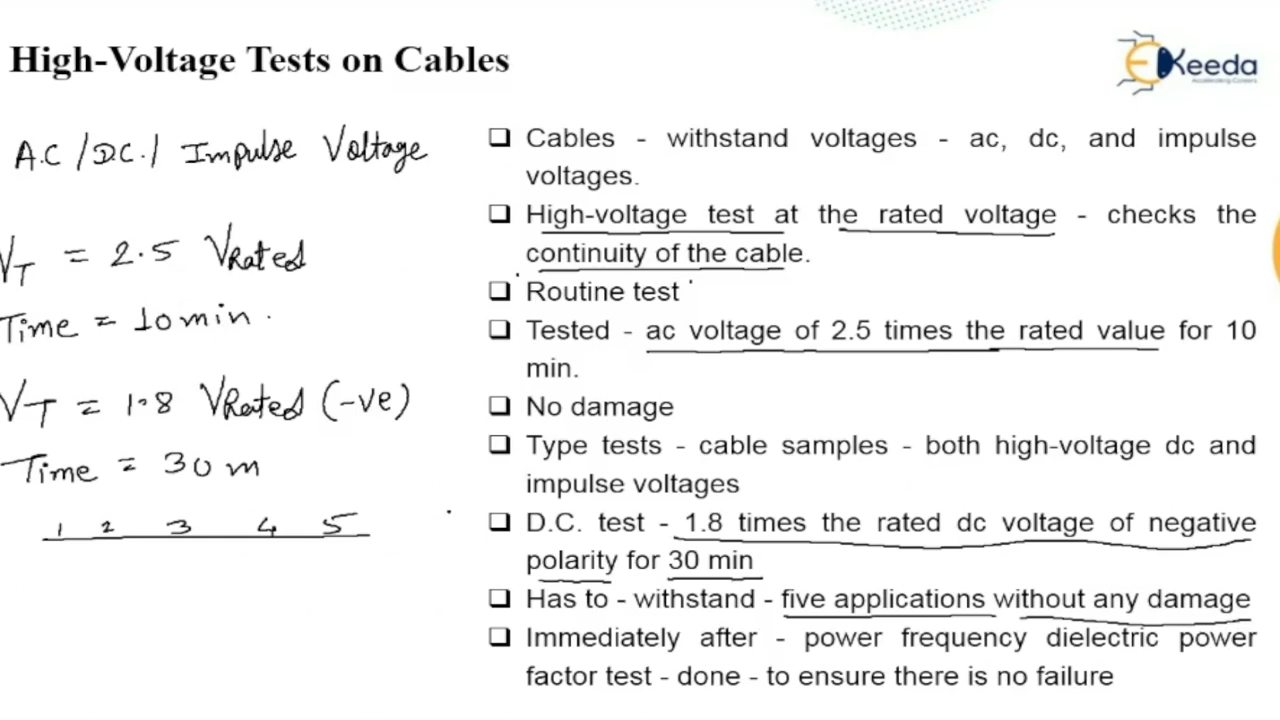 High-Voltage Tests on Cables
EKeeda
Accelerating Careers
A.C / D.C. / Impulse Voltage
VT = 2.5 VRated
Time = 10 min.
VT = 1.8 VRated (-ve)
Time = 30 m
1 2 3 4 5
❑ Cables - withstand voltages - ac, dc, and impulse
voltages.
❑ High-voltage test at the rated voltage - checks the
continuity of the cable.
❑ Routine test
❑ Tested - ac voltage of 2.5 times the rated value for 10
min.
❑ No damage
❑ Type tests - cable samples - both high-voltage dc and
impulse voltages
❑ D.C. test - 1.8 times the rated dc voltage of negative
polarity for 30 min
❑ Has to - withstand - five applications without any damage
❑ Immediately after - power frequency dielectric power
factor test - done - to ensure there is no failure